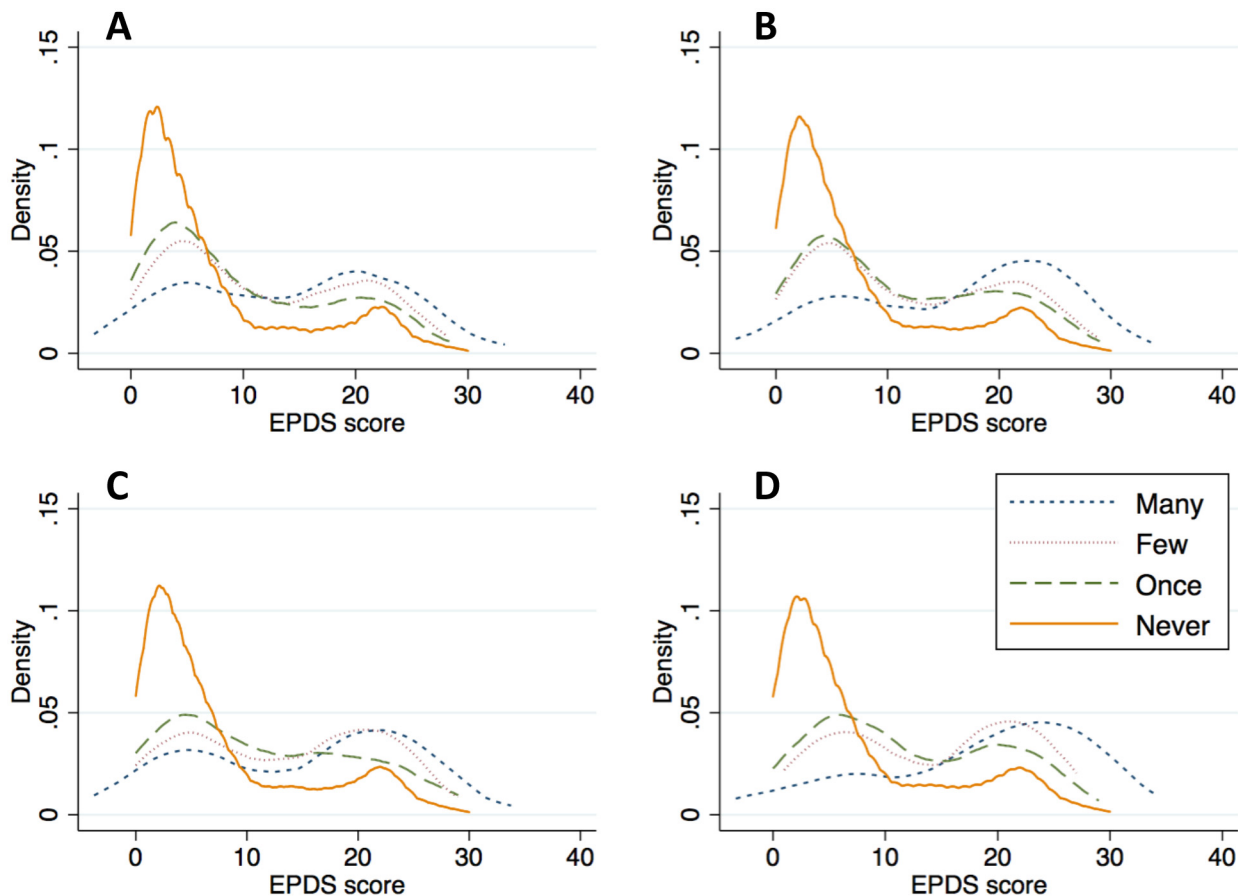 A
.15
.1
.05
0
Density
0 10 20 30 40
EPDS score
B
.15
.1
.05
0
Density
0 10 20 30 40
EPDS score
C
.15
.1
.05
0
Density
0 10 20 30 40
EPDS score
D
.15
.1
.05
0
Density
0 10 20 30 40
EPDS score
Many
Few
Once
Never